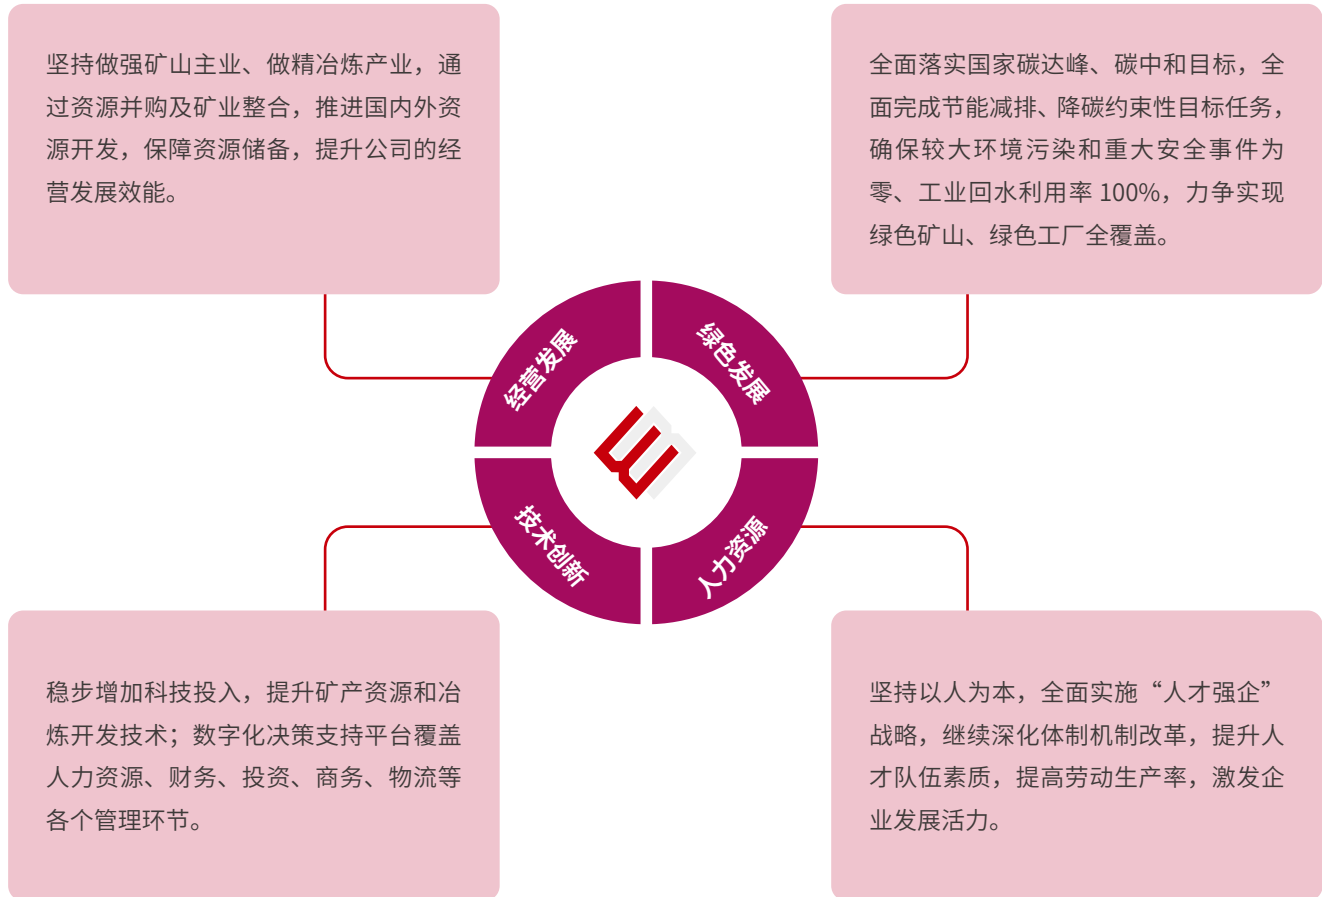 坚持做强矿山主业、做精冶炼产业，通
过资源并购及矿业整合，推进国内外资
源开发，保障资源储备，提升公司的经
营发展效能。
全面落实国家碳达峰、碳中和目标，全
面完成节能减排、降碳约束性目标任务，
确保较大环境污染和重大安全事件为
零、工业回水利用率 100%，力争实现
绿色矿山、绿色工厂全覆盖。
经营发展
绿色发展
技术创新
人力资源
稳步增加科技投入，提升矿产资源和冶
炼开发技术；数字化决策支持平台覆盖
人力资源、财务、投资、商务、物流等
各个管理环节。
坚持以人为本，全面实施“人才强企”
战略，继续深化体制机制改革，提升人
才队伍素质，提高劳动生产率，激发企
业发展活力。